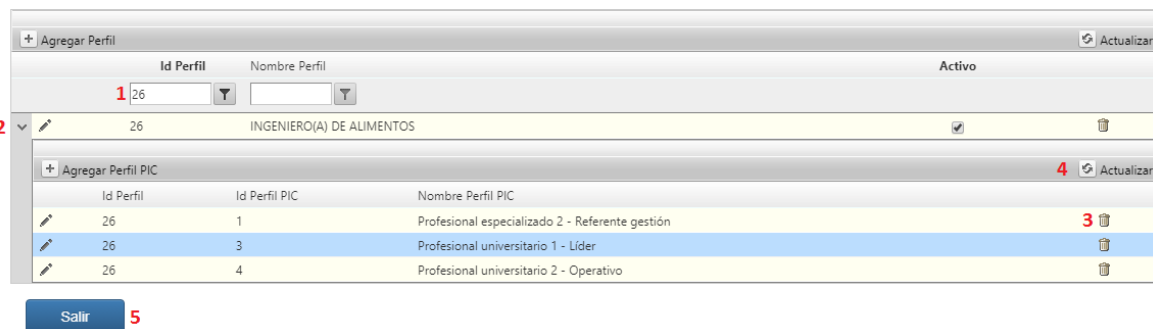 + Agregar Perfil Actualizar
Id Perfil Nombre Perfil Activo
1 26
2 26 INGENIERO(A) DE ALIMENTOS
+ Agregar Perfil PIC 4 Actualizar
Id Perfil Id Perfil PIC Nombre Perfil PIC
26 1 Profesional especializado 2 - Referente gestión 3
26 3 Profesional universitario 1 - Líder
26 4 Profesional universitario 2 - Operativo
Salir 5